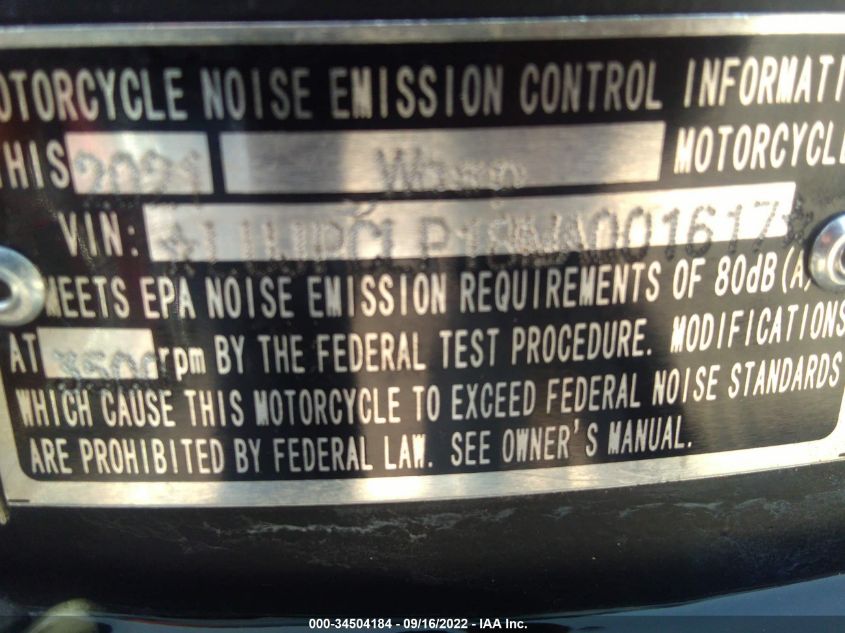 OTORCYCLE NOISE EMISSION CONTROL INFORMATI
THIS 2021 MOTORCYCLE
VIN:
MEETS EPA NOISE EMISSION REQUIREMENTS OF 80dB (A)
AT 3500 rpm BY THE FEDERAL TEST PROCEDURE. MODIFICATIONS
WHICH CAUSE THIS MOTORCYCLE TO EXCEED FEDERAL NOISE STANDARDS
ARE PROHIBITED BY FEDERAL LAW. SEE OWNER'S MANUAL.
000-34504184 - 09/16/2022 - IAA Inc.